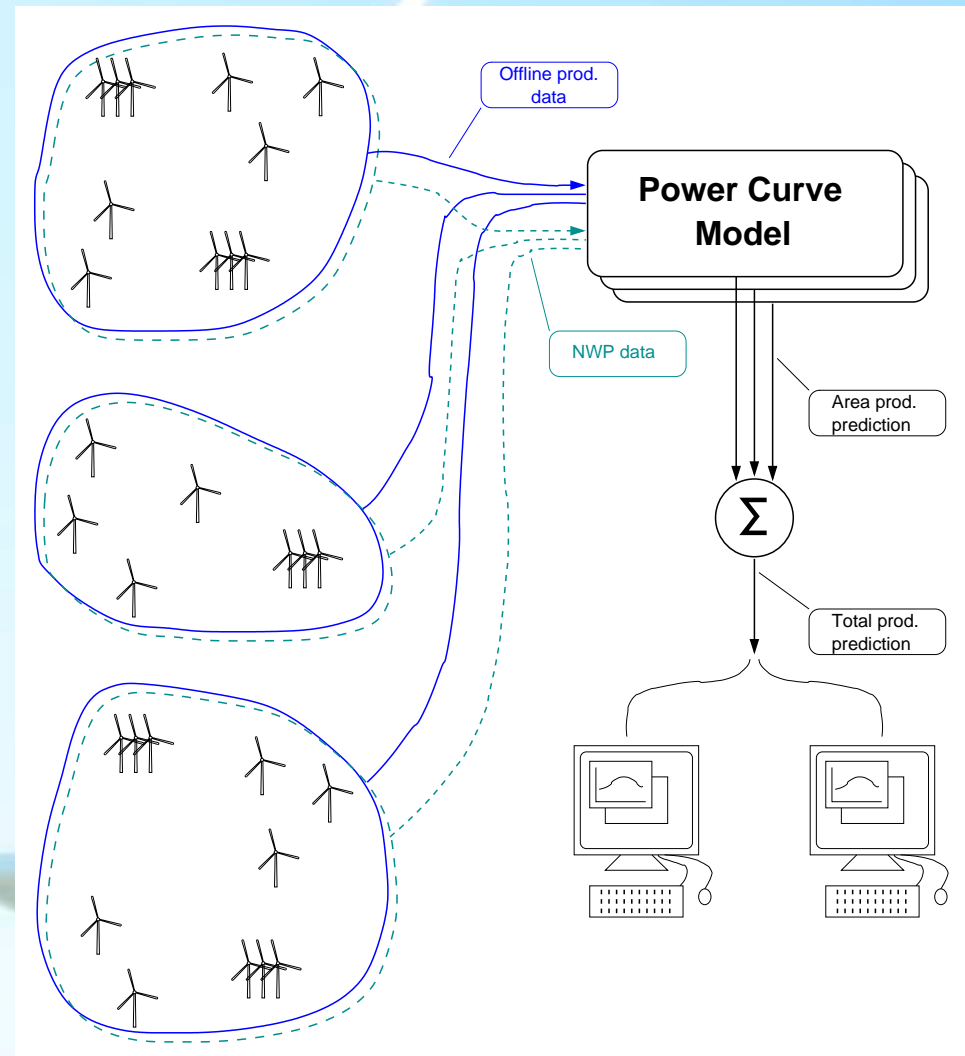 Offline prod.
data
Power Curve
Model
NWP data
Area prod.
prediction
Σ
Total prod.
prediction